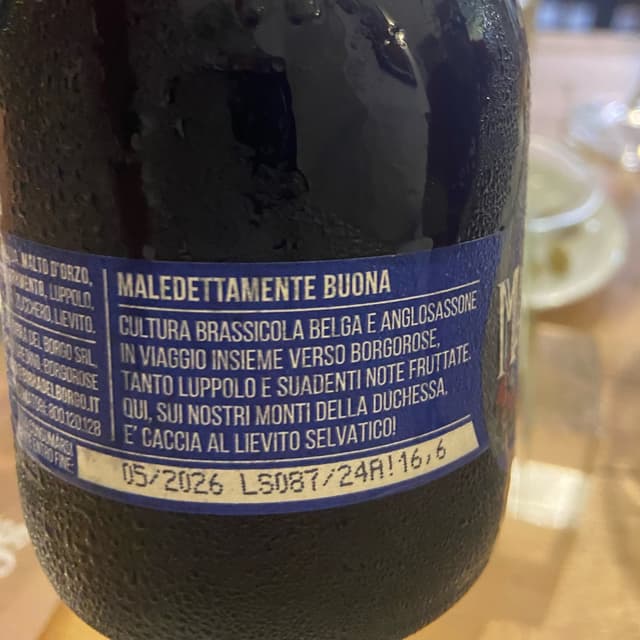 MALTO D'ORZO,
LUPPOLO,
ZUCCHERO, LIEVITO.
DEL BORGO SRL
BORGOROSE
DELBORGO.IT
800.120.128
MALEDETTAMENTE BUONA
CULTURA BRASSICOLA BELGA E ANGLOSASSONE
IN VIAGGIO INSIEME VERSO BORGOROSE,
TANTO LUPPOLO E SUADENTI NOTE FRUTTATE.
QUI, SUI NOSTRI MONTI DELLA DUCHESSA,
E' CACCIA AL LIEVITO SELVATICO!
05/2026 LS087/24A!16,6